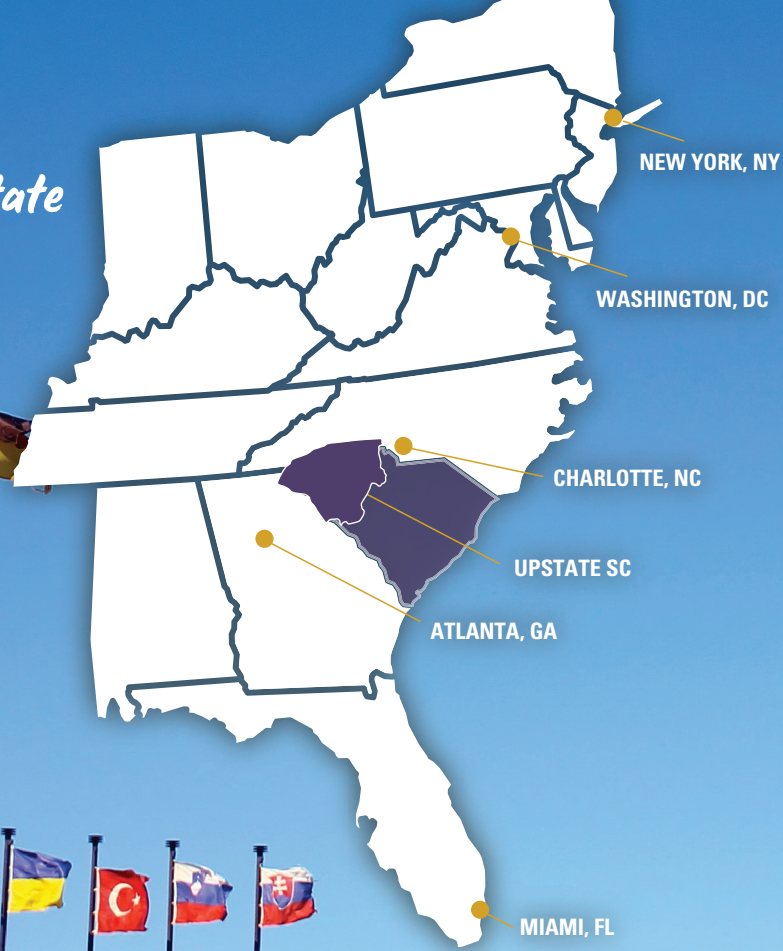 NEW YORK, NY
WASHINGTON, DC
CHARLOTTE, NC
UPSTATE SC
ATLANTA, GA
MIAMI, FL